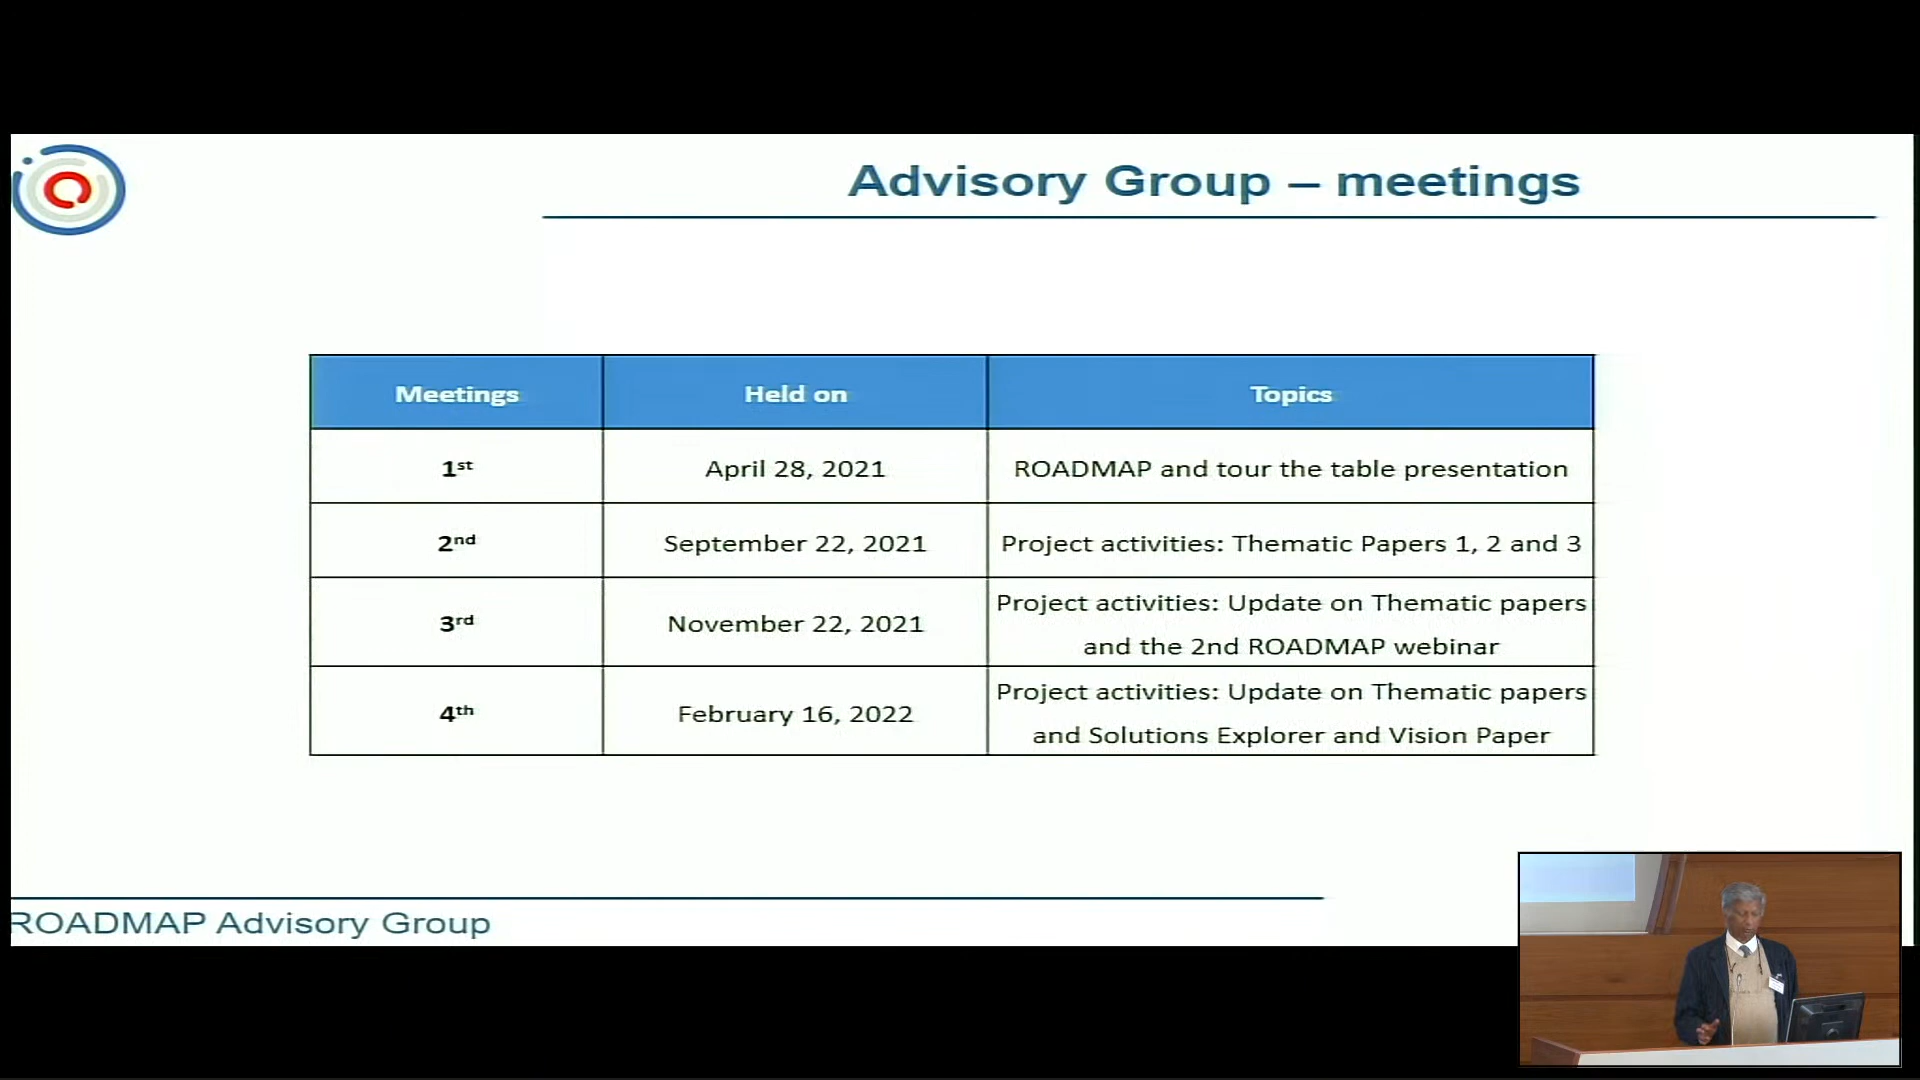 Advisory Group – meetings
Meetings
Held on
Topics
1st
April 28, 2021
ROADMAP and tour the table presentation
2nd
September 22, 2021
Project activities: Thematic Papers 1, 2 and 3
3rd
November 22, 2021
Project activities: Update on Thematic papers
and the 2nd ROADMAP webinar
4th
February 16, 2022
Project activities: Update on Thematic papers
and Solutions Explorer and Vision Paper
ROADMAP Advisory Group